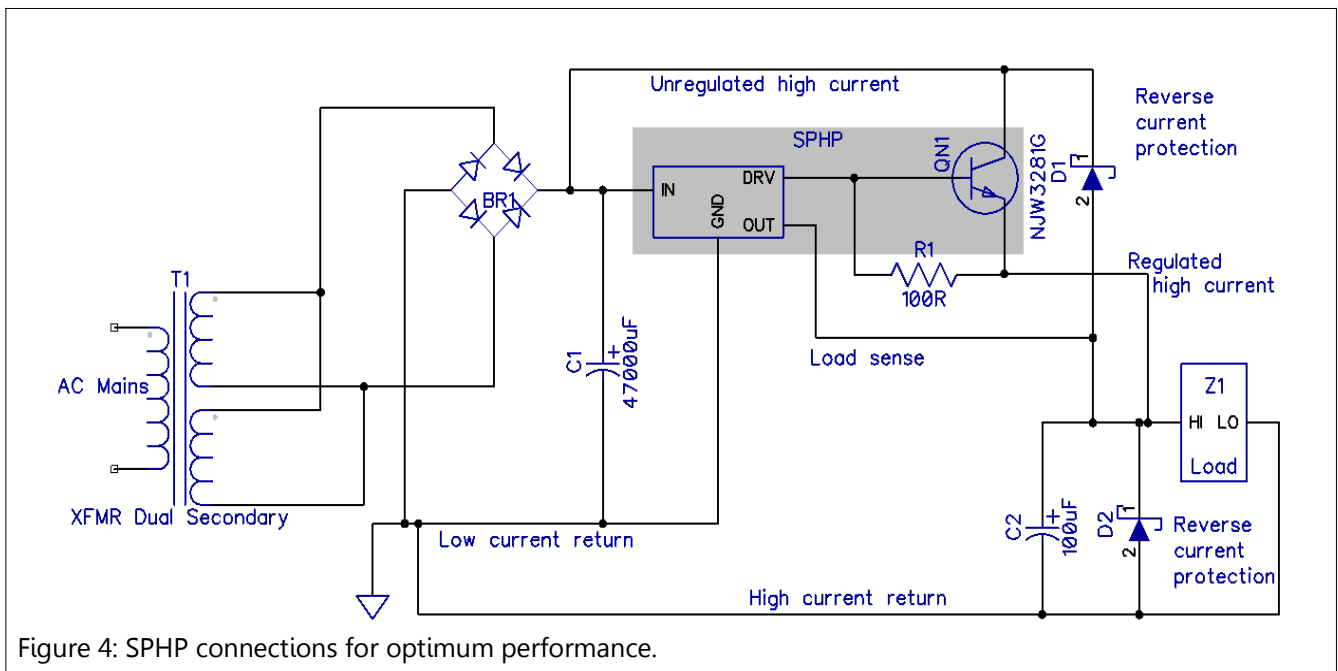 Unregulated high current
Reverse
current
protection
SPHP
QN1
NJW3281G
D1
1
2
BR1
IN
DRV
GND
OUT
R1
100R
Regulated
high current
T1
AC Mains
C1
+
47000uF
Load sense
Z1
HI LO
Load
XFMR Dual Secondary
Low current return
C2
+
100uF
D2
1
2
Reverse
current
protection
High current return
Figure 4: SPHP connections for optimum performance.